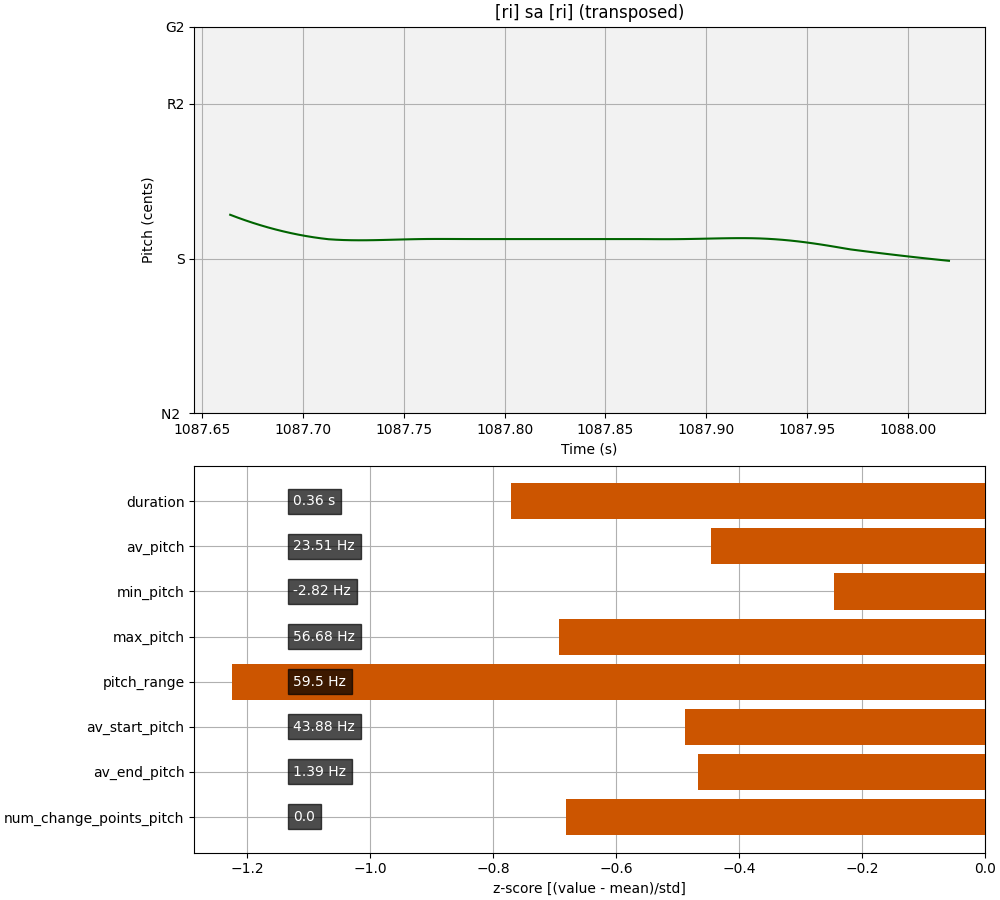 [ri] sa [ri] (transposed)
G2
R2
S
N2
Pitch (cents)
1087.65 1087.70 1087.75 1087.80 1087.85 1087.90 1087.95 1088.00
Time (s)
duration 0.36 s
av_pitch 23.51 Hz
min_pitch -2.82 Hz
max_pitch 56.68 Hz
pitch_range 59.5 Hz
av_start_pitch 43.88 Hz
av_end_pitch 1.39 Hz
num_change_points_pitch 0.0
−1.2 −1.0 −0.8 −0.6 −0.4 −0.2 0.0
z-score [(value - mean)/std]